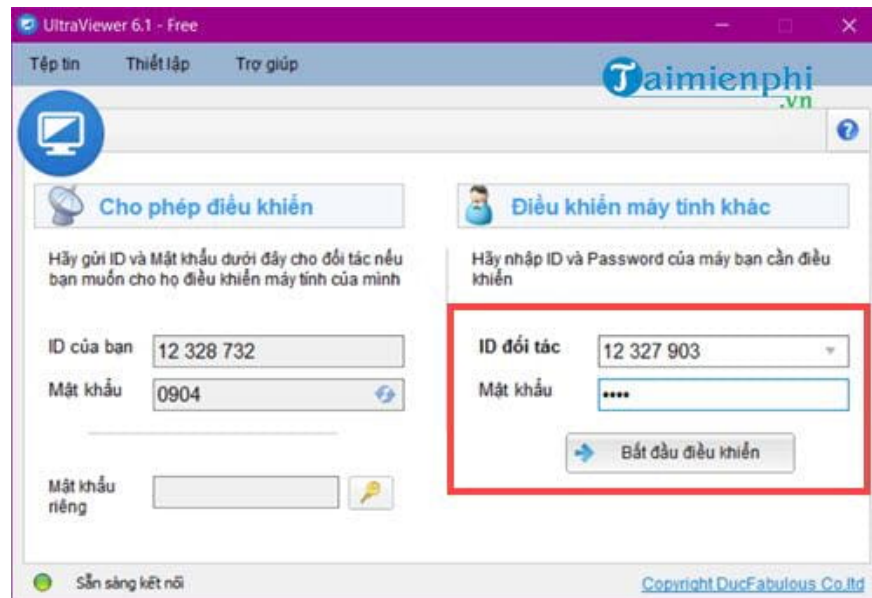 UltraViewer 6.1 - Free
Tệp tin Thiết lập Trợ giúp
Taimienphi
.vn
Cho phép điều khiển
Hãy gửi ID và Mật khẩu dưới đây cho đối tác nếu
bạn muốn cho họ điều khiển máy tính của mình
ID của bạn 12 328 732
Mật khẩu 0904
Mật khẩu
riêng
Điều khiển máy tính khác
Hãy nhập ID và Password của máy bạn cần điều
khiển
ID đối tác 12 327 903
Mật khẩu ••••
Bắt đầu điều khiển
Sẵn sàng kết nối
Copyright DucFabulous Co.ltd